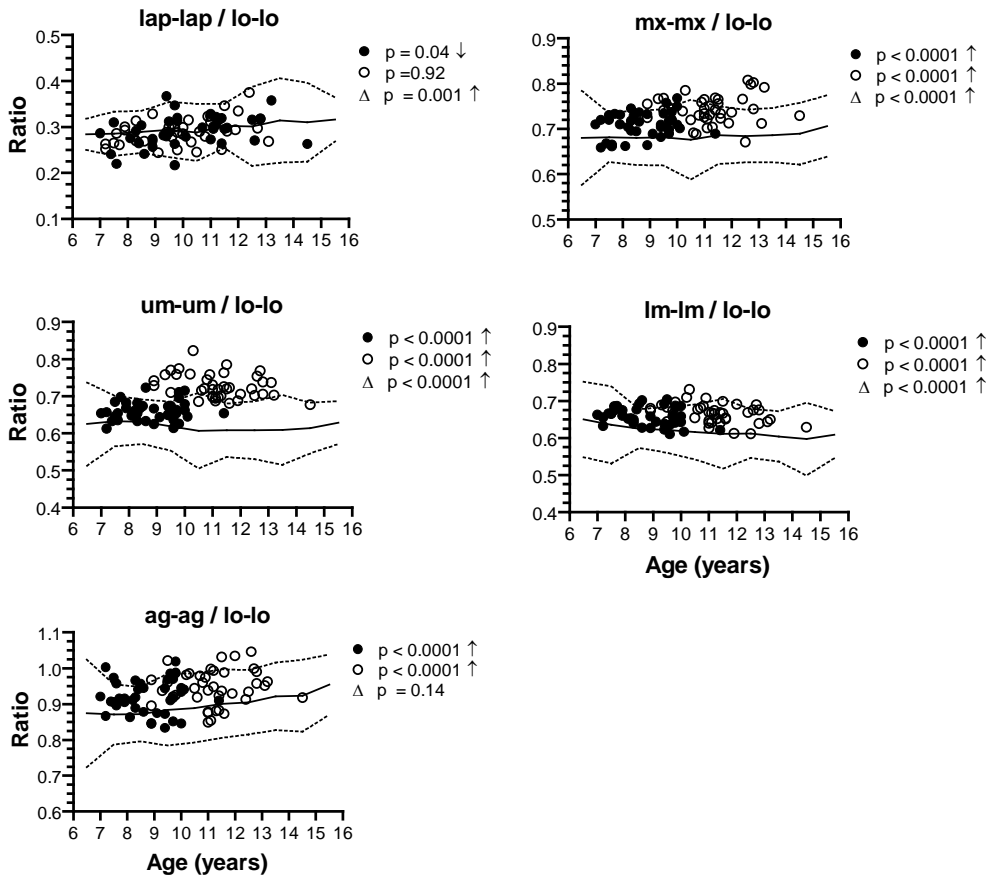 lap-lap / lo-lo
0.5
0.4
0.3
0.2
0.1
Ratio
6 7 8 9 10 11 12 13 14 15 16
● p = 0.04 ↓
○ p =0.92
Δ p = 0.001 ↑
mx-mx / lo-lo
0.9
0.8
0.7
0.6
0.5
6 7 8 9 10 11 12 13 14 15 16
● p < 0.0001 ↑
○ p < 0.0001 ↑
Δ p < 0.0001 ↑
um-um / lo-lo
0.9
0.8
0.7
0.6
0.5
0.4
Ratio
6 7 8 9 10 11 12 13 14 15 16
● p < 0.0001 ↑
○ p < 0.0001 ↑
Δ p < 0.0001 ↑
lm-lm / lo-lo
0.9
0.8
0.7
0.6
0.5
0.4
6 7 8 9 10 11 12 13 14 15 16
Age (years)
● p < 0.0001 ↑
○ p < 0.0001 ↑
Δ p < 0.0001 ↑
ag-ag / lo-lo
1.1
1.0
0.9
0.8
0.7
0.6
Ratio
6 7 8 9 10 11 12 13 14 15 16
Age (years)
● p < 0.0001 ↑
○ p < 0.0001 ↑
Δ p = 0.14